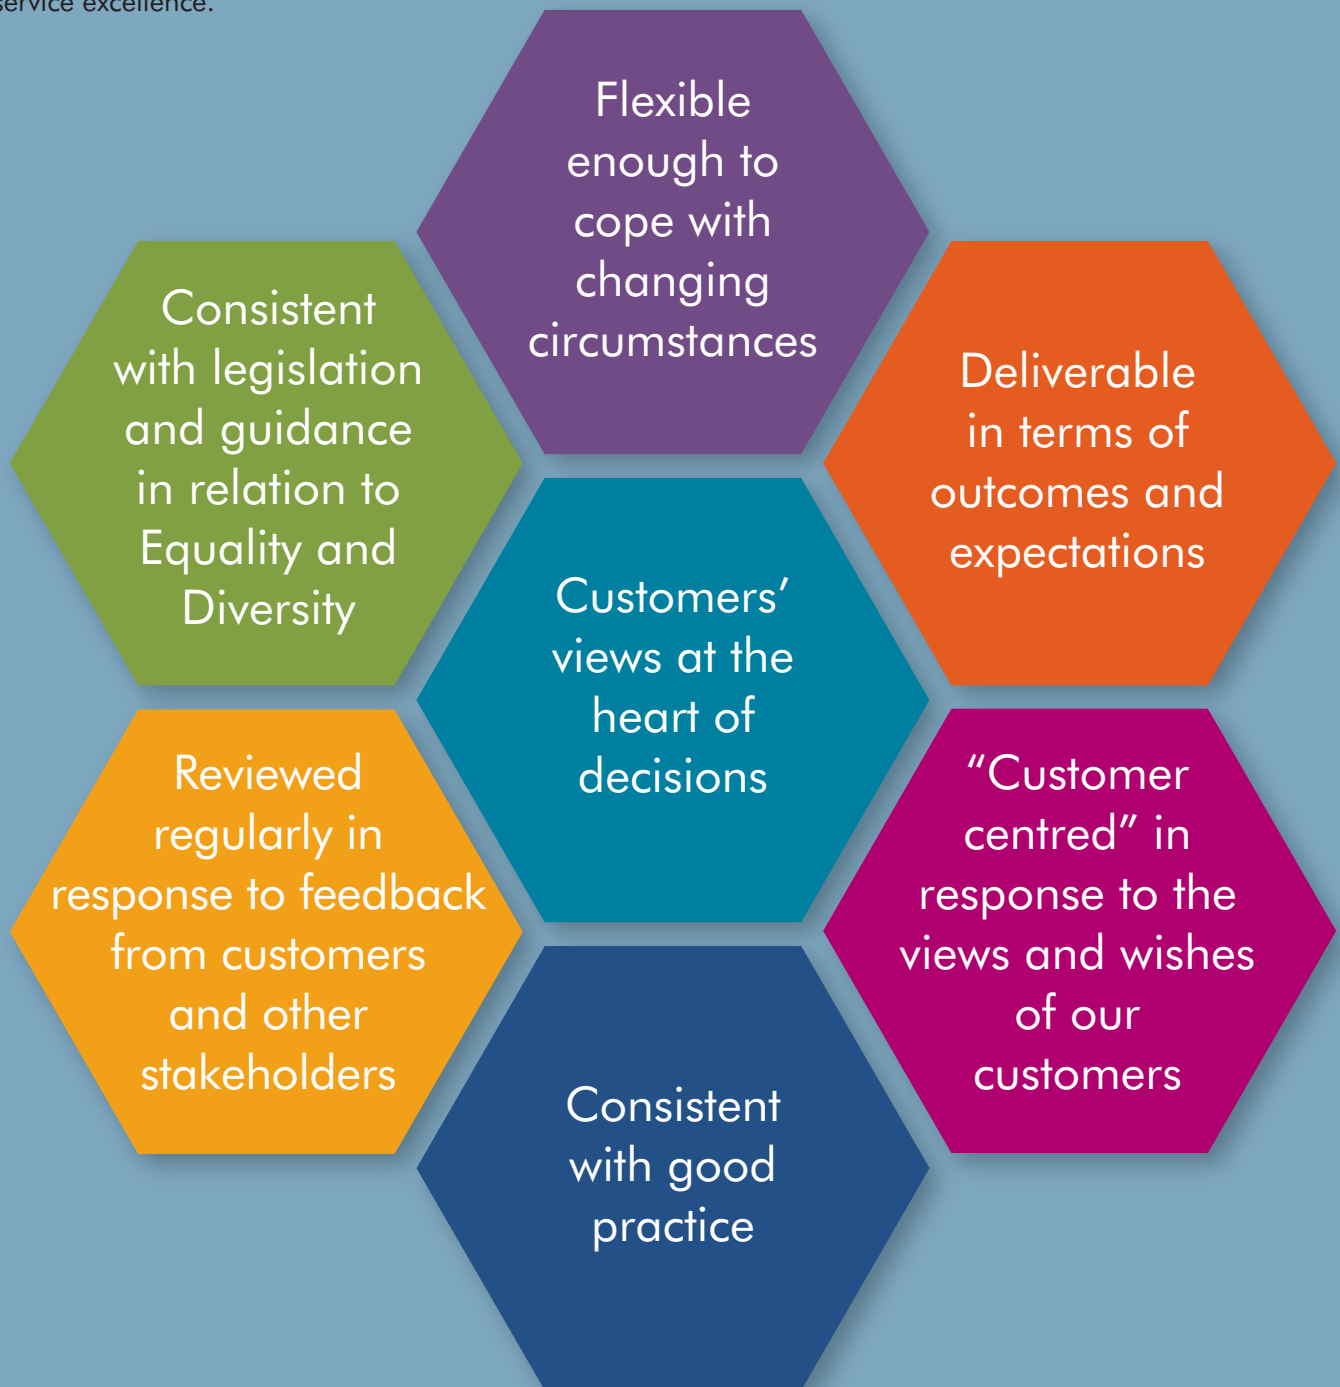 service excellence.
Flexible
enough to
cope with
changing
circumstances
Consistent
with legislation
and guidance
in relation to
Equality and
Diversity
Deliverable
in terms of
outcomes and
expectations
Customers’
views at the
heart of
decisions
Reviewed
regularly in
response to feedback
from customers
and other
stakeholders
“Customer
centred” in
response to the
views and wishes
of our
customers
Consistent
with good
practice